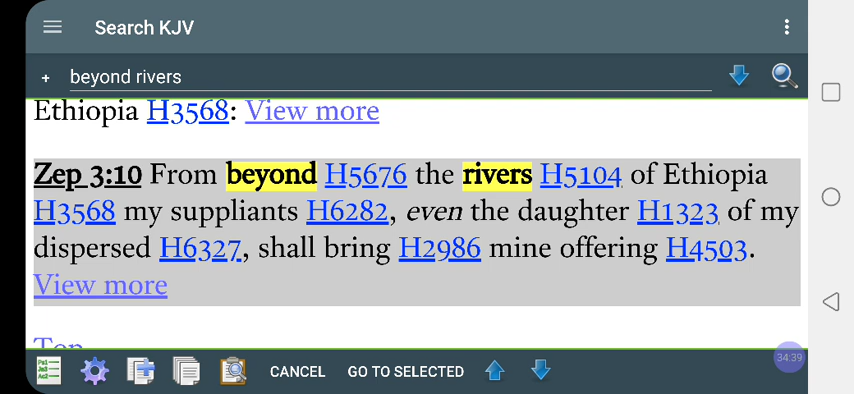 Search KJV
+ beyond rivers
Ethiopia H3568: View more
Zep 3:10 From beyond H5676 the rivers H5104 of Ethiopia
H3568 my suppliants H6282, even the daughter H1323 of my
dispersed H6327, shall bring H2986 mine offering H4503.
View more
Top
CANCEL GO TO SELECTED
34:39